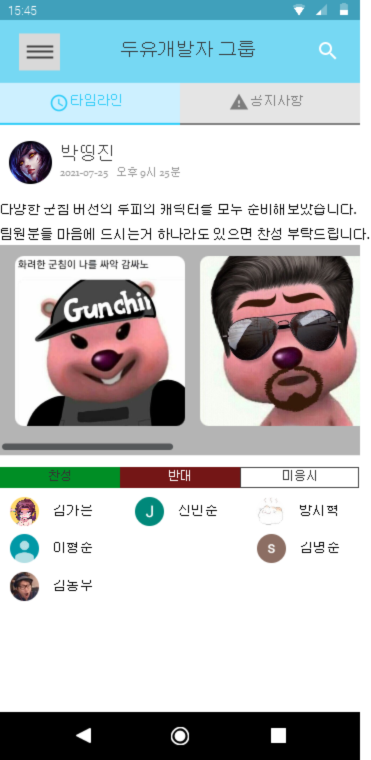 15:45
두유개발자 그룹
타임라인
공지사항
박띵진
2021-07-25 오후 9시 25분
다양한 군침 버전의 루피의 캐릭터를 모두 준비해보았습니다.
팀원분들 마음에 드시는거 하나라도 있으면 찬성 부탁드립니다.
화려한 군침이 나를 싸악 감싸노
Gunchin
찬성
반대
미응시
김가은
J
신민순
방시혁
이평순
S
김명순
김농부